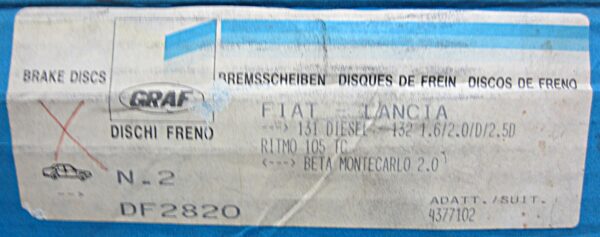 BRAKE DISCS
GRAF
DISCHI FRENO
BREMSSCHEIBEN DISQUES DE FREIN DISCOS DE FRENO
FIAT - LANCIA
---> 131 DIESEL- 132 1.6/2.0/D/2.5D
RITMO 105 TC
<---> BETA MONTECARLO 2.0
-->
N.2
DF2820
ADATT./SUIT.
4377102